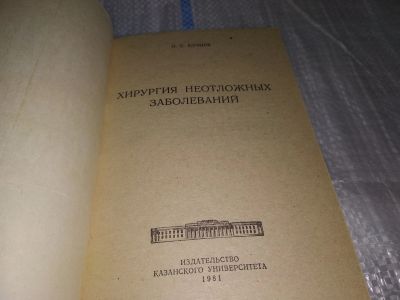 ХИРУРГИЯ НЕОТЛОЖНЫХ
ЗАБОЛЕВАНИЙ
ИЗДАТЕЛЬСТВО
КАЗАНСКОГО УНИВЕРСИТЕТА
1981